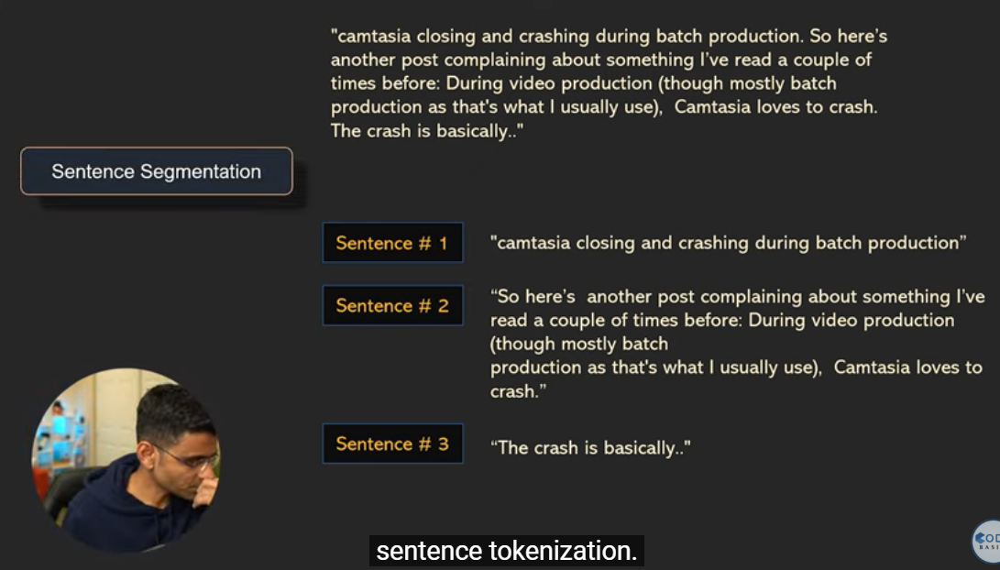 "camtasia closing and crashing during batch production. So here's
another post complaining about something I've read a couple of
times before: During video production (though mostly batch
production as that's what I usually use),  Camtasia loves to crash.
The crash is basically.."
Sentence Segmentation
Sentence # 1
"camtasia closing and crashing during batch production”
Sentence # 2
“So here's  another post complaining about something I've
read a couple of times before: During video production
(though mostly batch
production as that's what I usually use),  Camtasia loves to
crash.”
Sentence # 3
“The crash is basically.."
sentence tokenization.